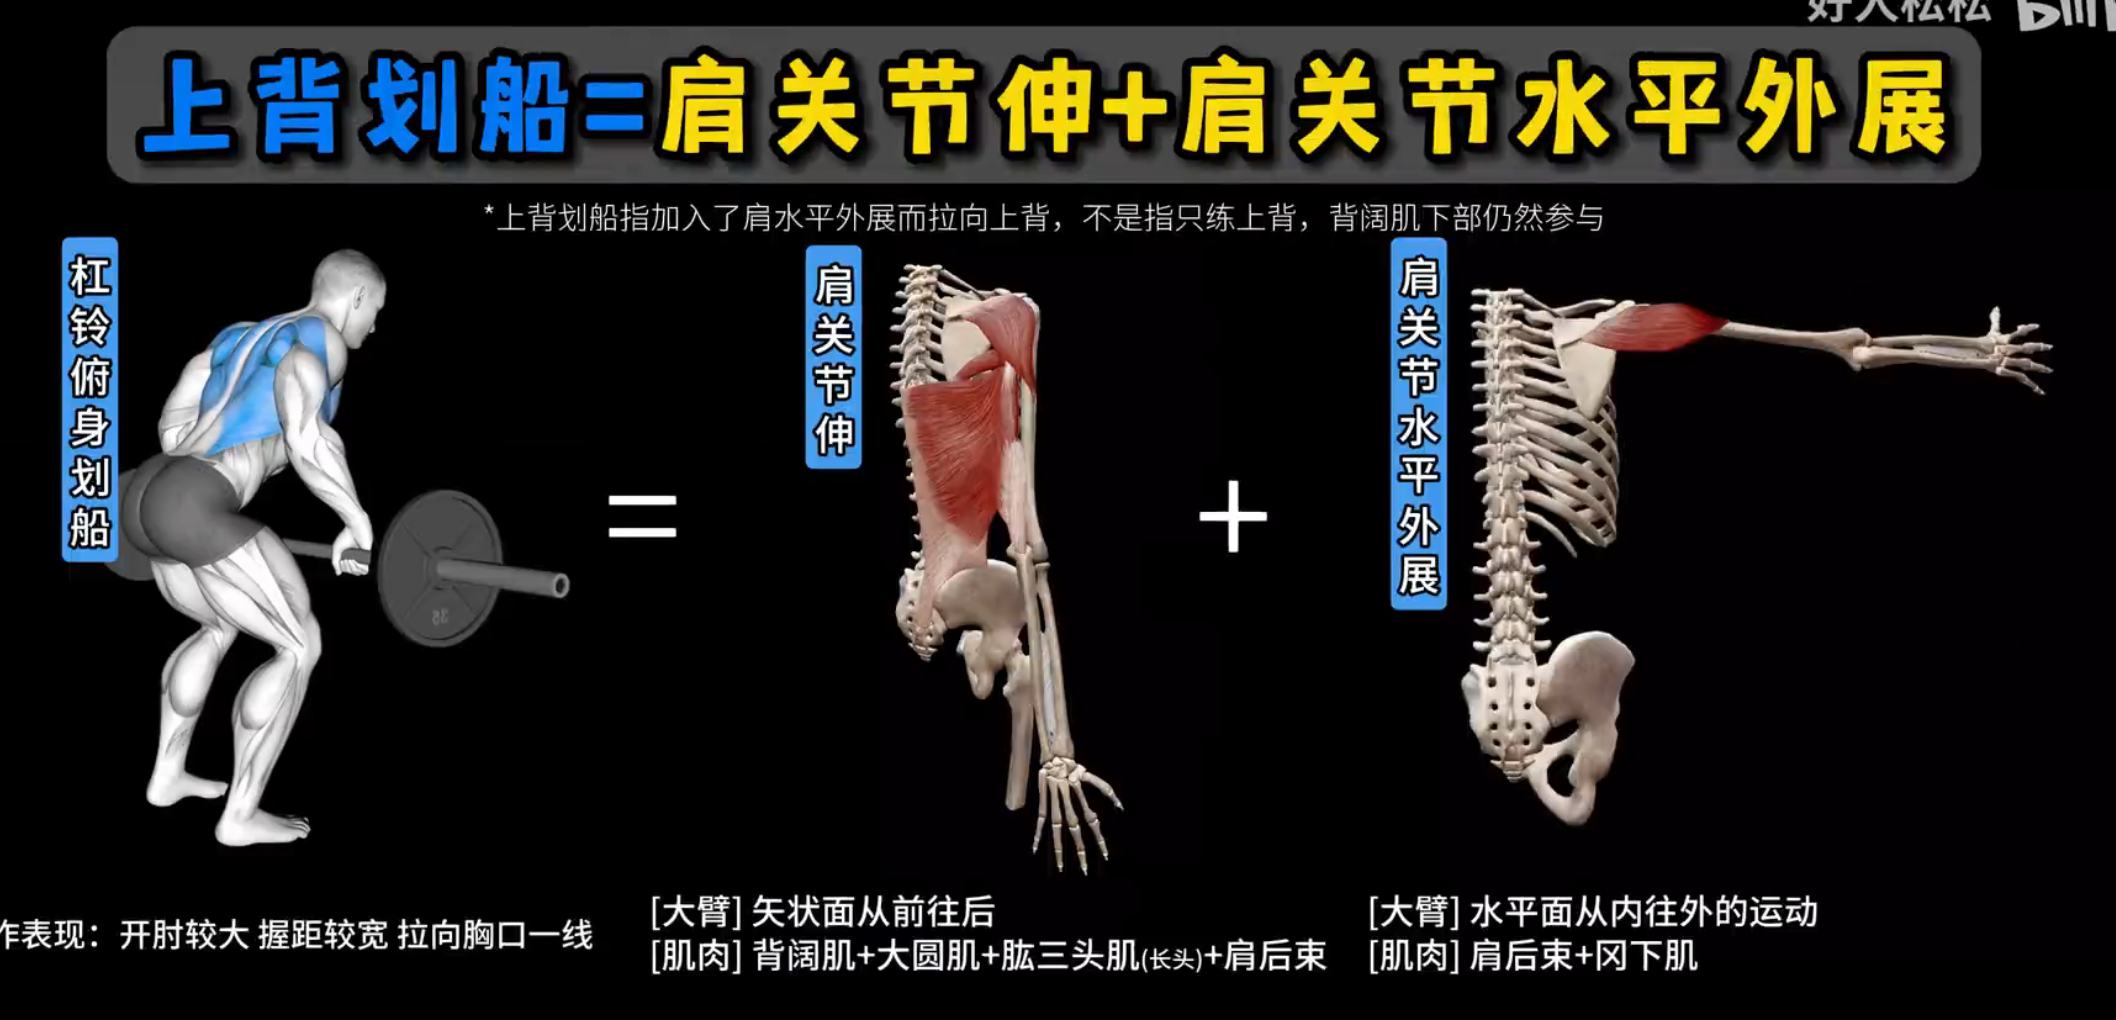 好人松松 bili
上背划船=肩关节伸+肩关节水平外展
*上背划船指加入了肩水平外展而拉向上背，不是指只练上背，背阔肌下部仍然参与
杠铃俯身划船
肩关节伸
肩关节水平外展
=
+
35
作表现：开肘较大 握距较宽 拉向胸口一线
[大臂] 矢状面从前往后
[肌肉] 背阔肌+大圆肌+肱三头肌(长头)+肩后束
[大臂] 水平面从内往外的运动
[肌肉] 肩后束+冈下肌